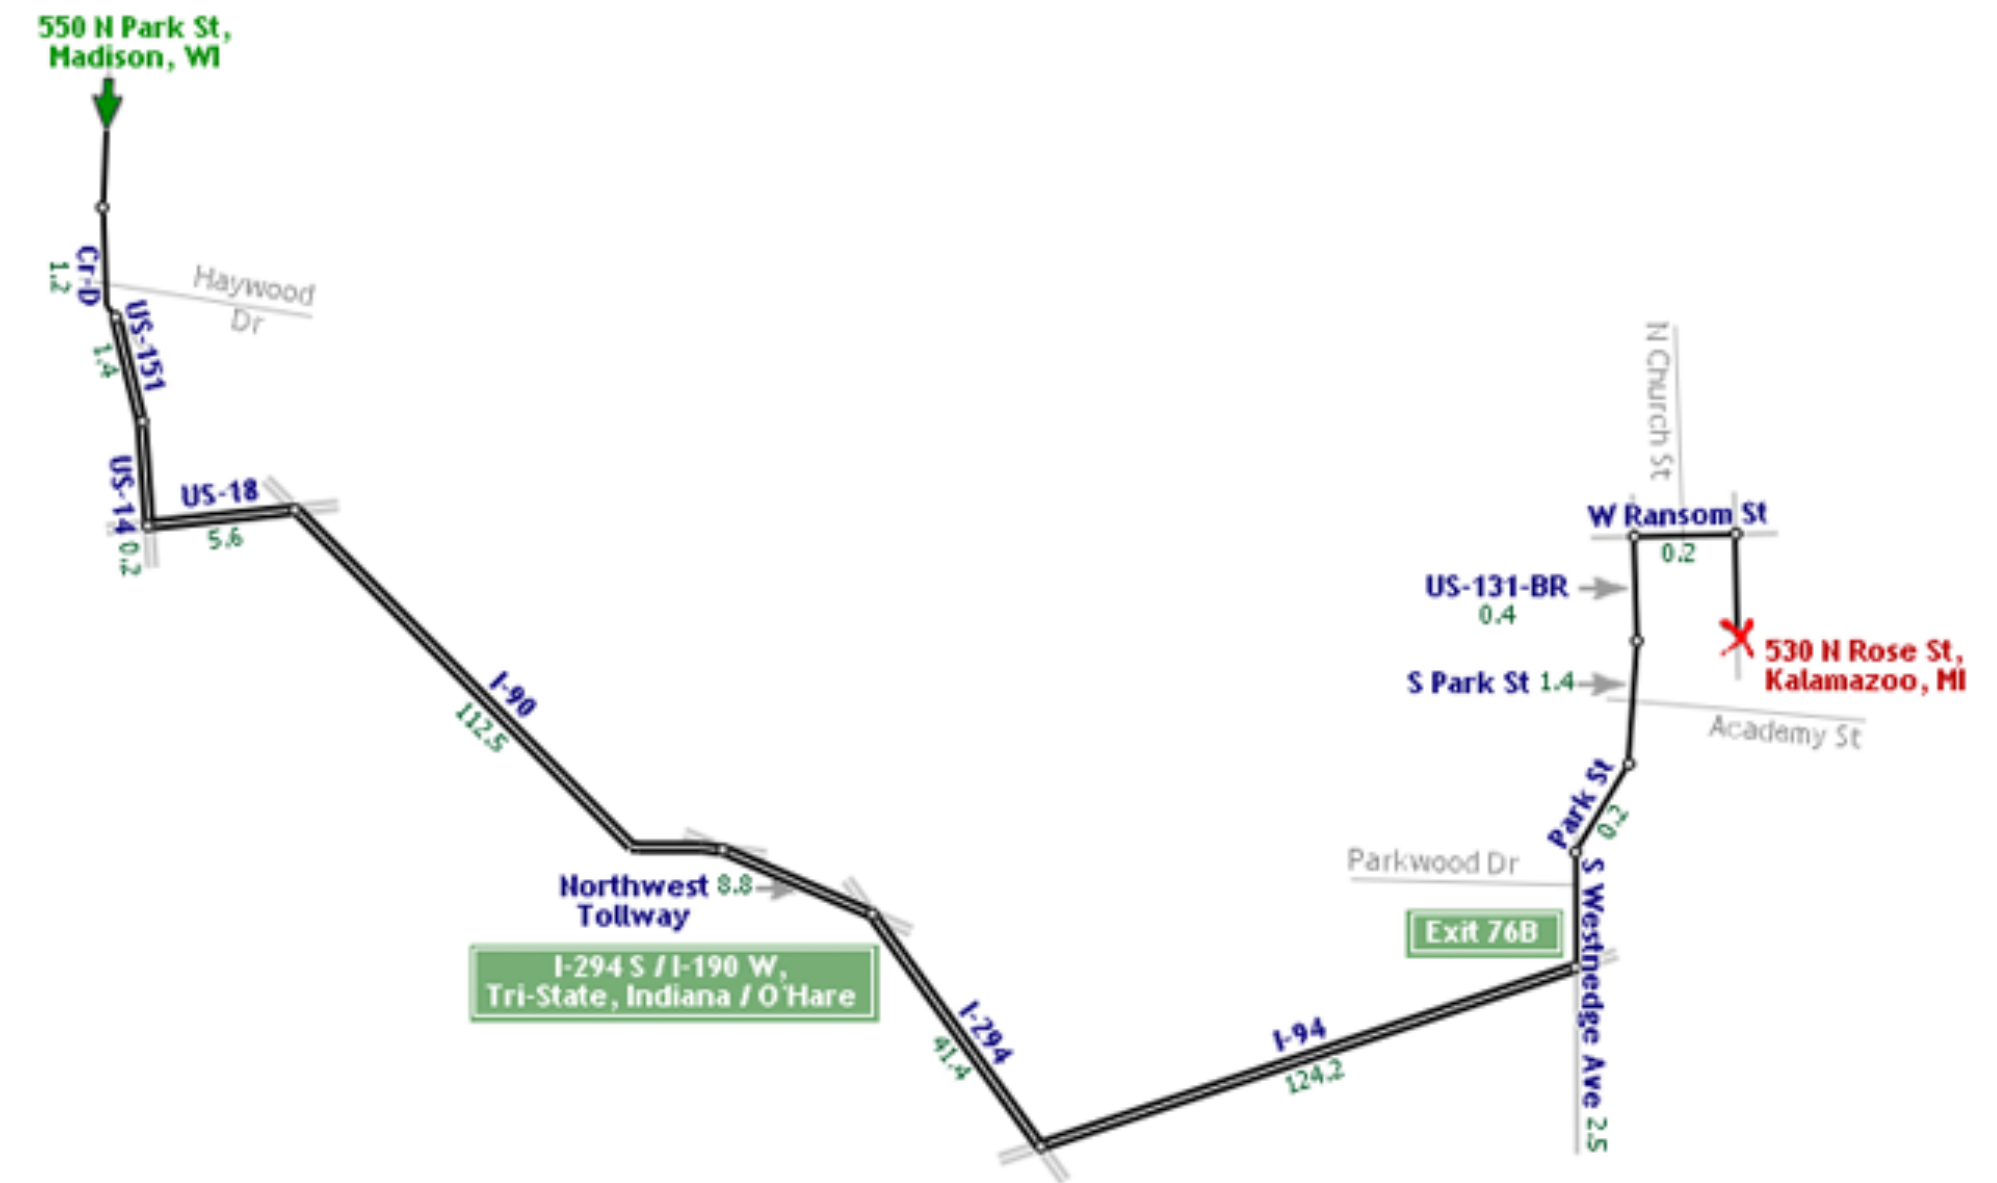 550 N Park St,
Madison, WI
Cr-D
1.2
Haywood
Dr
US-151
1.4
US-14
0.2
US-18
5.6
I-90
112.5
Northwest 8.8
Tollway
I-294 S / I-190 W,
Tri-State, Indiana / O'Hare
I-294
41.4
I-94
124.2
Exit 76B
S Westnedge Ave 2.5
Parkwood Dr
Park St
0.2
S Park St 1.4
Academy St
US-131-BR
0.4
W Ransom St
0.2
N Church St
530 N Rose St,
Kalamazoo, MI